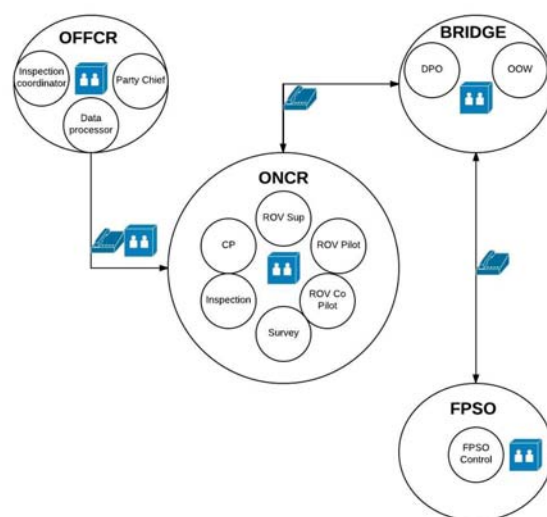 OFFCR
Inspection
coordinator
Party Chief
Data
processor
BRIDGE
DPO
OOW
ONCR
ROV Sup
CP
ROV Pilot
Inspection
ROV Co
Pilot
Survey
FPSO
FPSO
Control